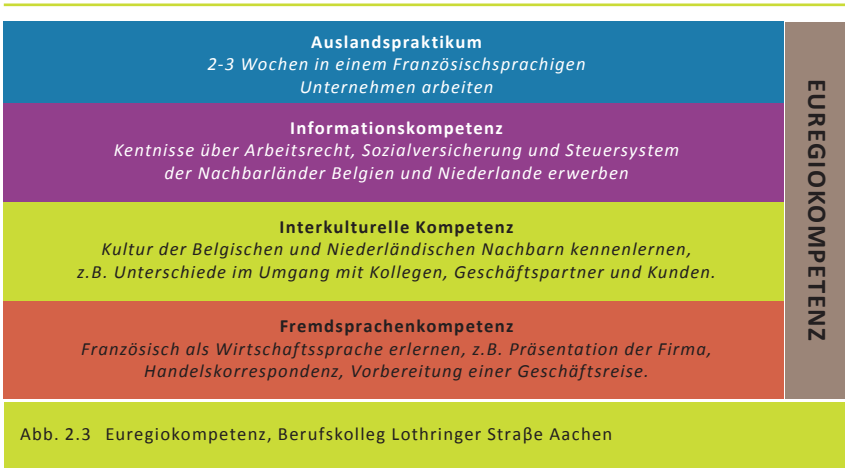 Auslandspraktikum
2-3 Wochen in einem Französischsprachigen
Unternehmen arbeiten
Informationskompetenz
Kentnisse über Arbeitsrecht, Sozialversicherung und Steuersystem
der Nachbarländer Belgien und Niederlande erwerben
Interkulturelle Kompetenz
Kultur der Belgischen und Niederländischen Nachbarn kennenlernen,
z.B. Unterschiede im Umgang mit Kollegen, Geschäftspartner und Kunden.
Fremdsprachenkompetenz
Französisch als Wirtschaftssprache erlernen, z.B. Präsentation der Firma,
Handelskorrespondenz, Vorbereitung einer Geschäftsreise.
EUREGIOKOMPETENZ
Abb. 2.3 Euregiokompetenz, Berufskolleg Lothringer Straβe Aachen